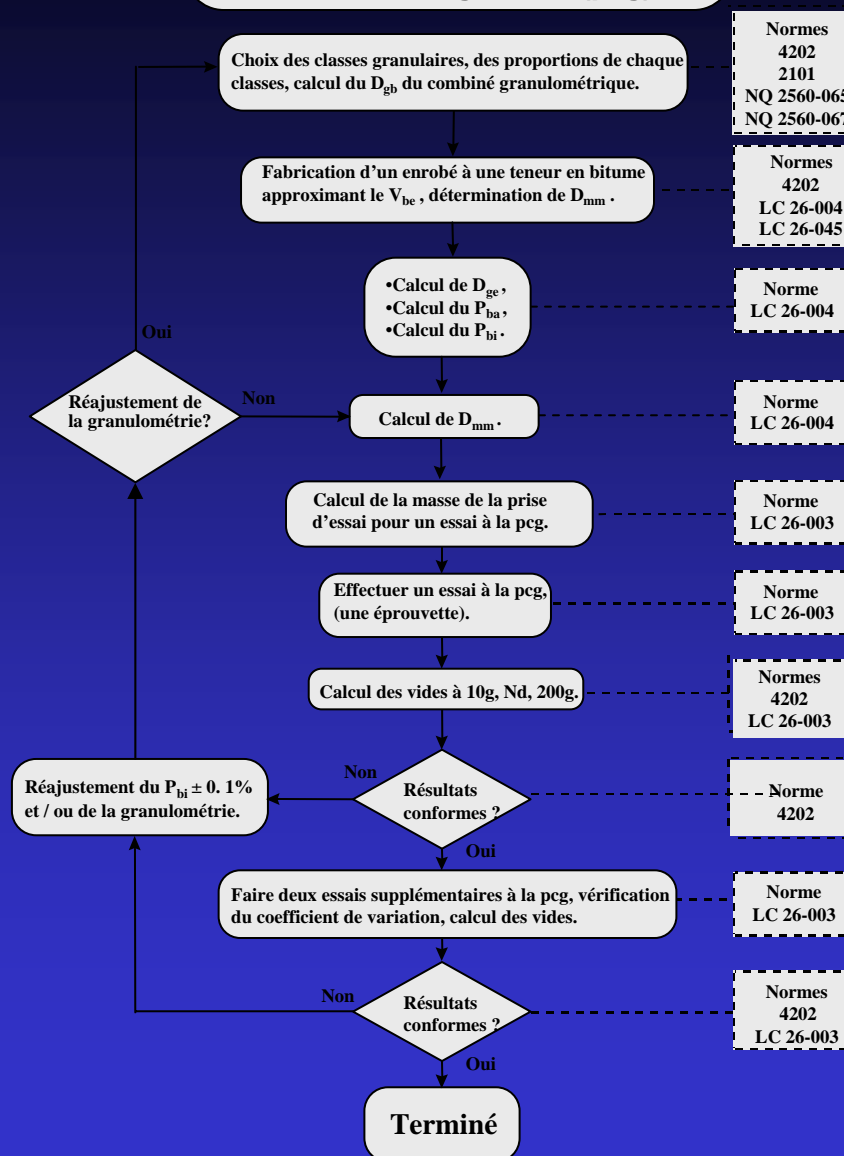 Choix des classes granulaires, des proportions de chaque
classes, calcul du Dgb du combiné granulométrique.
Normes
4202
2101
NQ 2560-065
NQ 2560-067
Fabrication d'un enrobé à une teneur en bitume
approximant le Vbe , détermination de Dmm .
Normes
4202
LC 26-004
LC 26-045
•Calcul de Dge ,
•Calcul du Pba ,
•Calcul du Pbi .
Norme
LC 26-004
Oui
Réajustement de
la granulométrie?
Non
Calcul de Dmm .
Norme
LC 26-004
Calcul de la masse de la prise
d'essai pour un essai à la pcg.
Norme
LC 26-003
Effectuer un essai à la pcg,
(une éprouvette).
Norme
LC 26-003
Calcul des vides à 10g, Nd, 200g.
Normes
4202
LC 26-003
Réajustement du Pbi ± 0. 1%
et / ou de la granulométrie.
Non
Résultats
conformes ?
Norme
4202
Oui
Faire deux essais supplémentaires à la pcg, vérification
du coefficient de variation, calcul des vides.
Norme
LC 26-003
Non
Résultats
conformes ?
Normes
4202
LC 26-003
Oui
Terminé